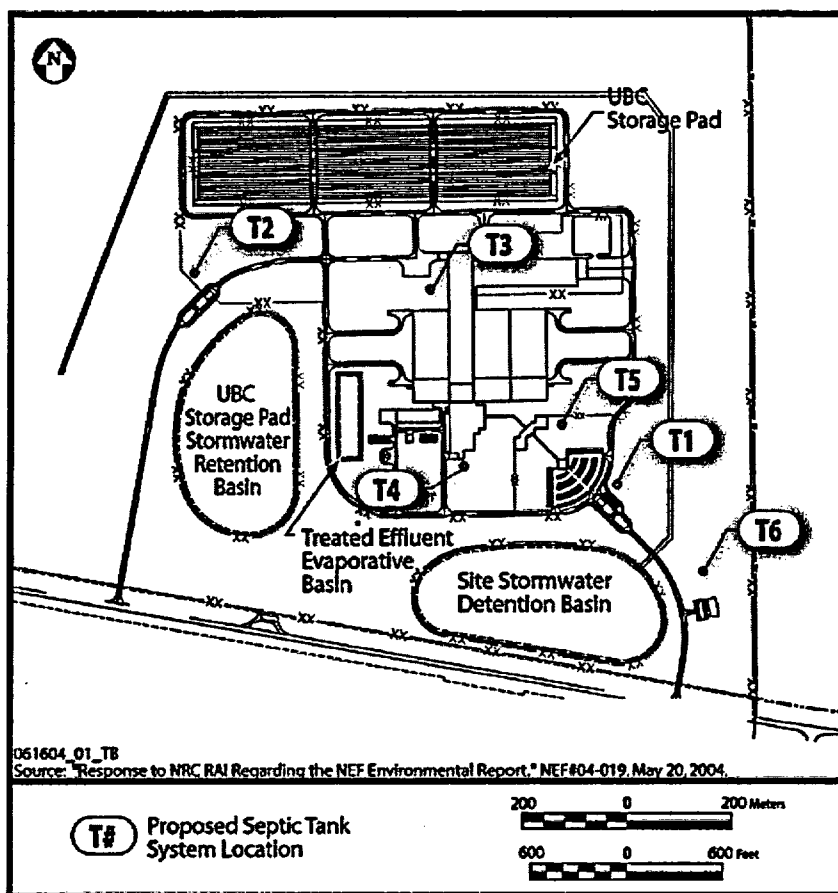 N
UBC
Storage Pad
T2
T3
UBC
Storage Pad
Stormwater
Retention
Basin
T5
T1
T4
Treated Effluent
Evaporative
Basin
T6
Site Stormwater
Detention Basin
061604_01_TB
Source: "Response to NRC RAI Regarding the NEF Environmental Report," NEF#04-019, May 20, 2004.
T#
Proposed Septic Tank
System Location
200 0 200 Meters
600 0 600 Feet